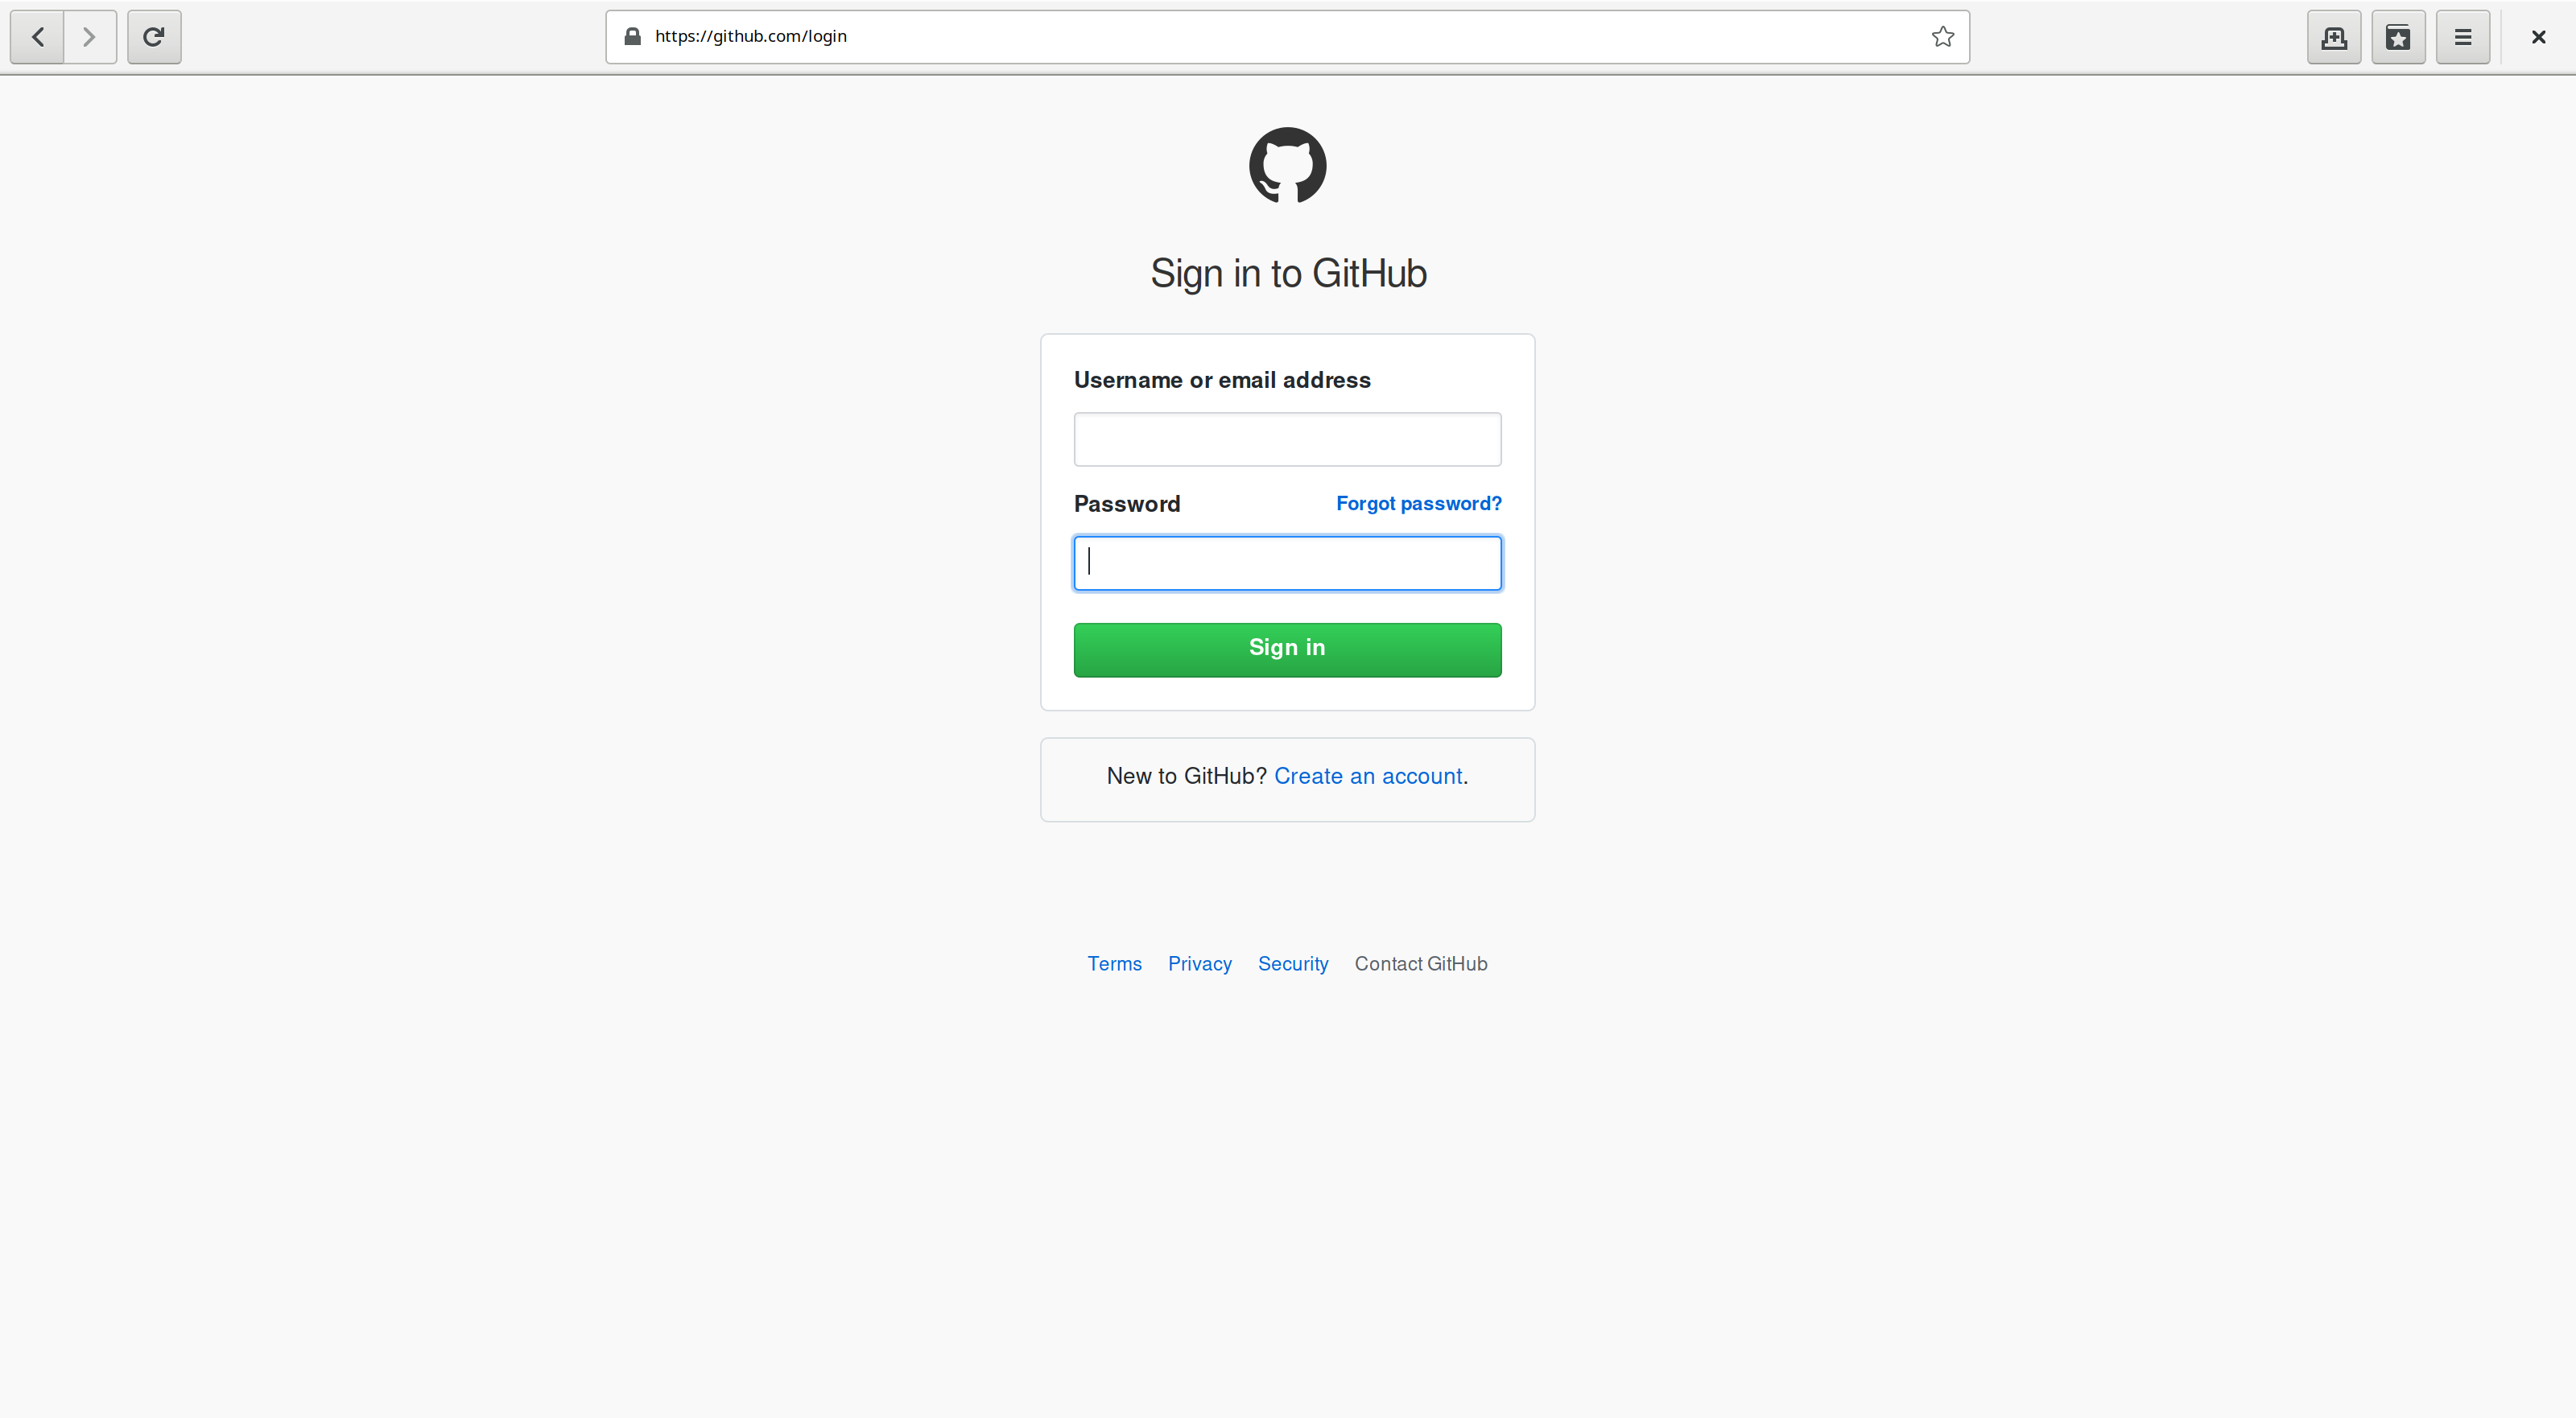 https://github.com/login
Sign in to GitHub
Username or email address
Password Forgot password?
Sign in
New to GitHub? Create an account.
Terms Privacy Security Contact GitHub